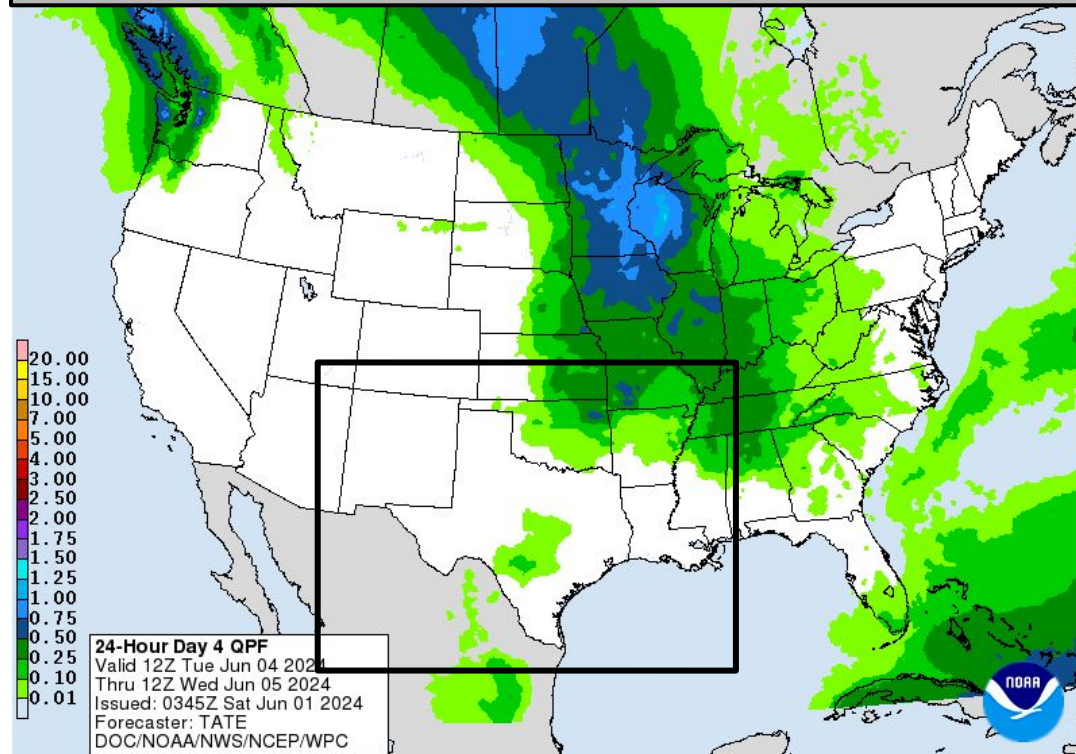 20.00
15.00
10.00
7.00
5.00
4.00
3.00
2.50
2.00
1.75
1.50
1.25
1.00
0.75
0.50
0.25
0.10
0.01
24-Hour Day 4 QPF
Valid 12Z Tue Jun 04 2024
Thru 12Z Wed Jun 05 2024
Issued: 0345Z Sat Jun 01 2024
Forecaster: TATE
DOC/NOAA/NWS/NCEP/WPC
NOAA